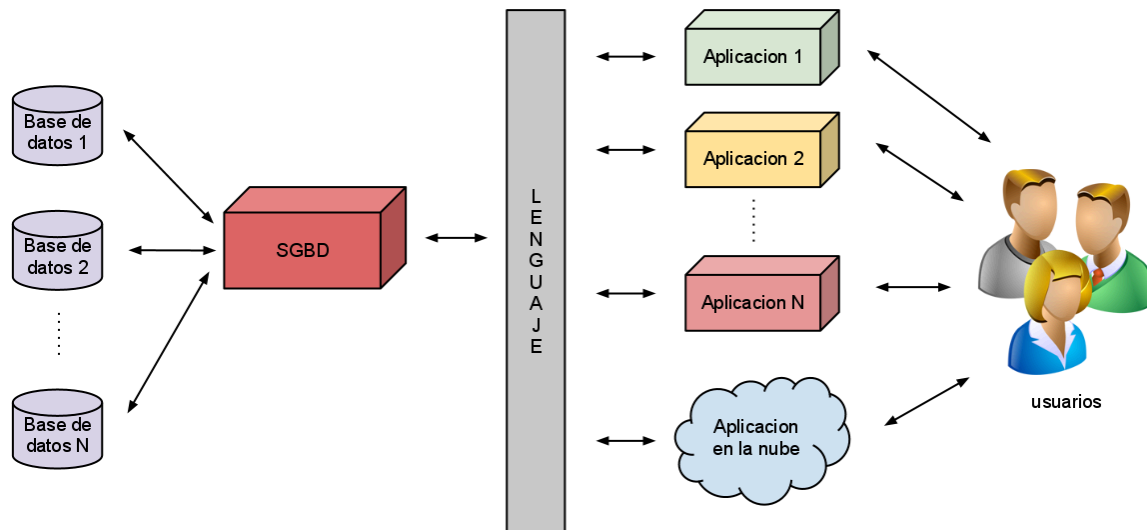 Base de
datos 1
Base de
datos 2
Base de
datos N
SGBD
LENGUAJE
Aplicacion 1
Aplicacion 2
Aplicacion N
Aplicacion
en la nube
usuarios